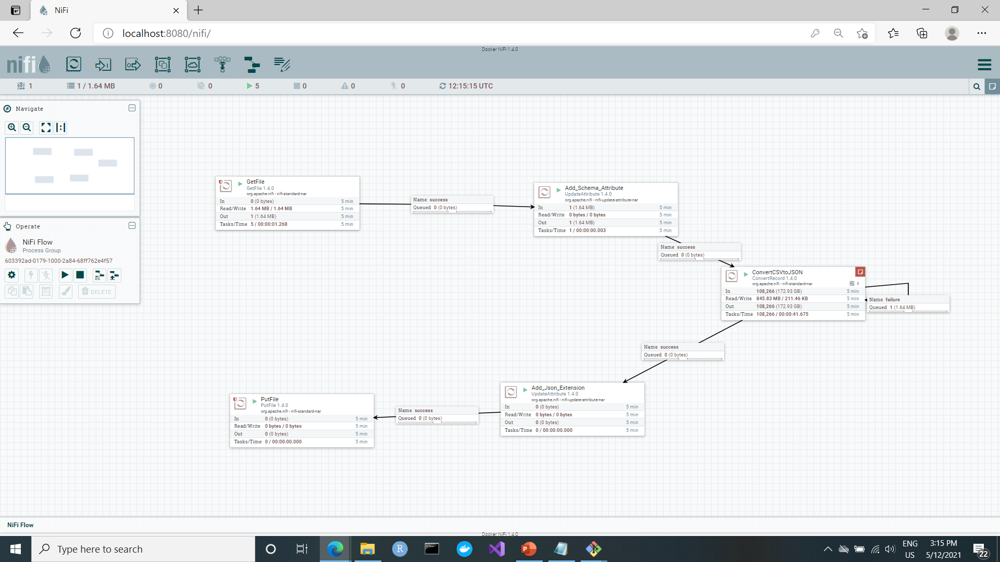 NiFi
localhost:8080/nifi/
Docker NiFi 1.4.0
nifi
1
1 / 1.64 MB
0
0
5
0
0
0
12:15:15 UTC
Navigate
Operate
NiFi Flow
Process Group
603392ad-0179-1000-2a84-68ff762e4f57
DELETE
GetFile
GetFile 1.4.0
org.apache.nifi - nifi-standard-nar
In 0 (0 bytes) 5 min
Read/Write 1.64 MB / 1.64 MB 5 min
Out 1 (1.64 MB) 5 min
Tasks/Time 5 / 00:00:01.268 5 min
Name success
Queued 0 (0 bytes)
Add_Schema_Attribute
UpdateAttribute 1.4.0
org.apache.nifi - nifi-update-attribute-nar
In 1 (1.64 MB) 5 min
Read/Write 0 bytes / 0 bytes 5 min
Out 1 (1.64 MB) 5 min
Tasks/Time 1 / 00:00:00.003 5 min
Name success
Queued 0 (0 bytes)
ConvertCSVtoJSON
ConvertRecord 1.4.0
org.apache.nifi - nifi-standard-nar
1
In 108,266 (172.93 GB) 5 min
Read/Write 845.83 MB / 211.46 KB 5 min
Out 108,266 (172.93 GB) 5 min
Tasks/Time 108,266 / 00:00:41.675 5 min
Name failure
Queued 1 (1.64 MB)
Name success
Queued 0 (0 bytes)
Add_Json_Extension
UpdateAttribute 1.4.0
org.apache.nifi - nifi-update-attribute-nar
In 0 (0 bytes) 5 min
Read/Write 0 bytes / 0 bytes 5 min
Out 0 (0 bytes) 5 min
Tasks/Time 0 / 00:00:00.000 5 min
Name success
Queued 0 (0 bytes)
PutFile
PutFile 1.4.0
org.apache.nifi - nifi-standard-nar
In 0 (0 bytes) 5 min
Read/Write 0 bytes / 0 bytes 5 min
Out 0 (0 bytes) 5 min
Tasks/Time 0 / 00:00:00.000 5 min
NiFi Flow
Docker NiFi 1.4.0
Type here to search
R
P
ENG
US
3:15 PM
5/12/2021
22